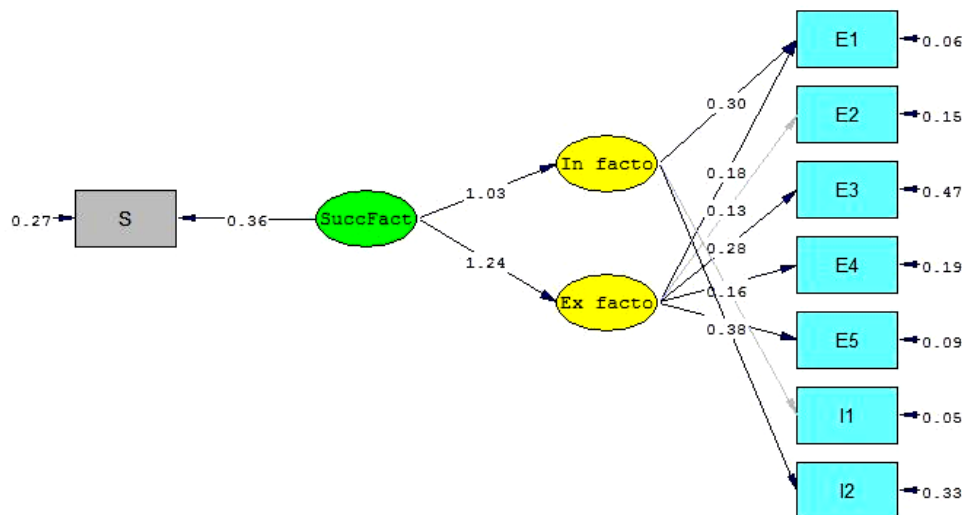 E1
0.06
0.30
E2
0.15
In facto
0.18
1.03
E3
0.47
0.27
S
0.36
SuccFact
0.13
0.28
1.24
E4
0.19
0.16
Ex facto
0.38
E5
0.09
I1
0.05
I2
0.33